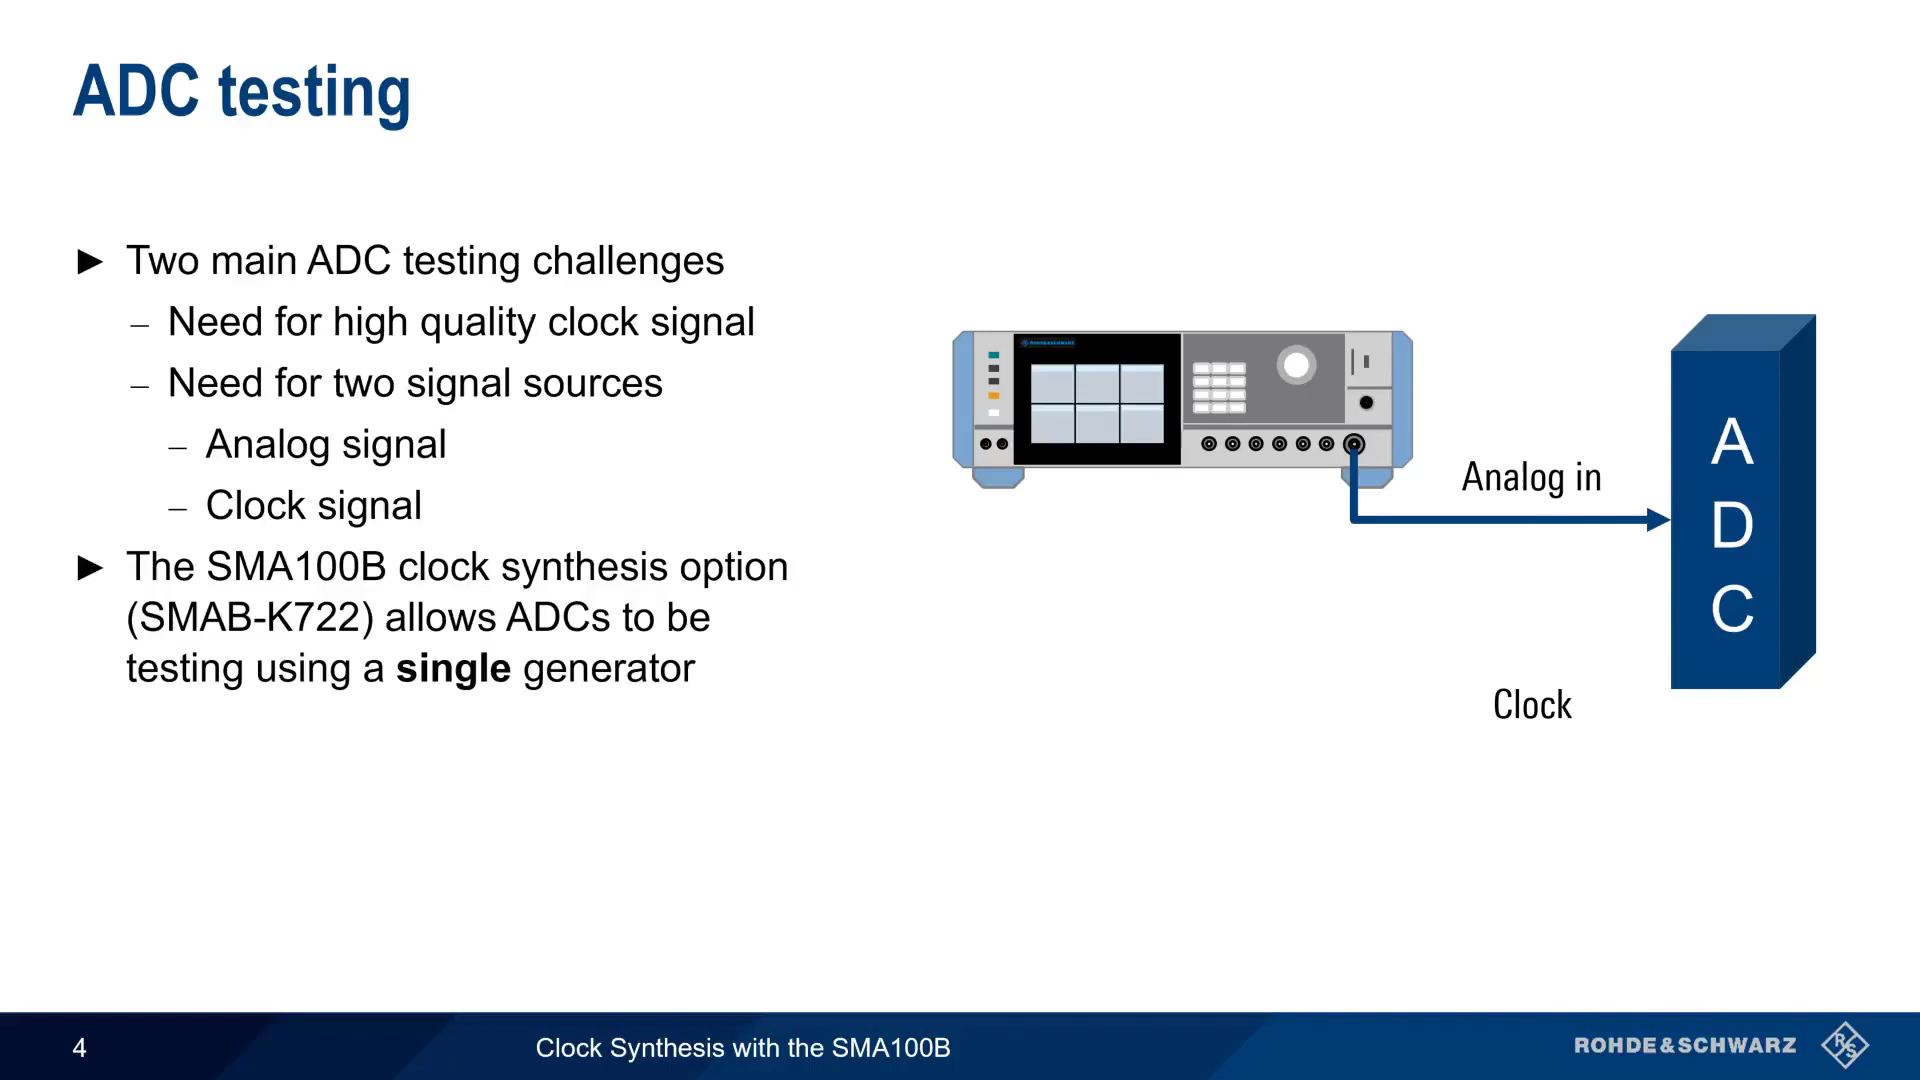 ADC testing
► Two main ADC testing challenges
– Need for high quality clock signal
– Need for two signal sources
– Analog signal
– Clock signal
► The SMA100B clock synthesis option
(SMAB-K722) allows ADCs to be
testing using a single generator
ROHDE&SCHWARZ
Analog in
A
D
C
Clock
4
Clock Synthesis with the SMA100B
ROHDE&SCHWARZ
R&S